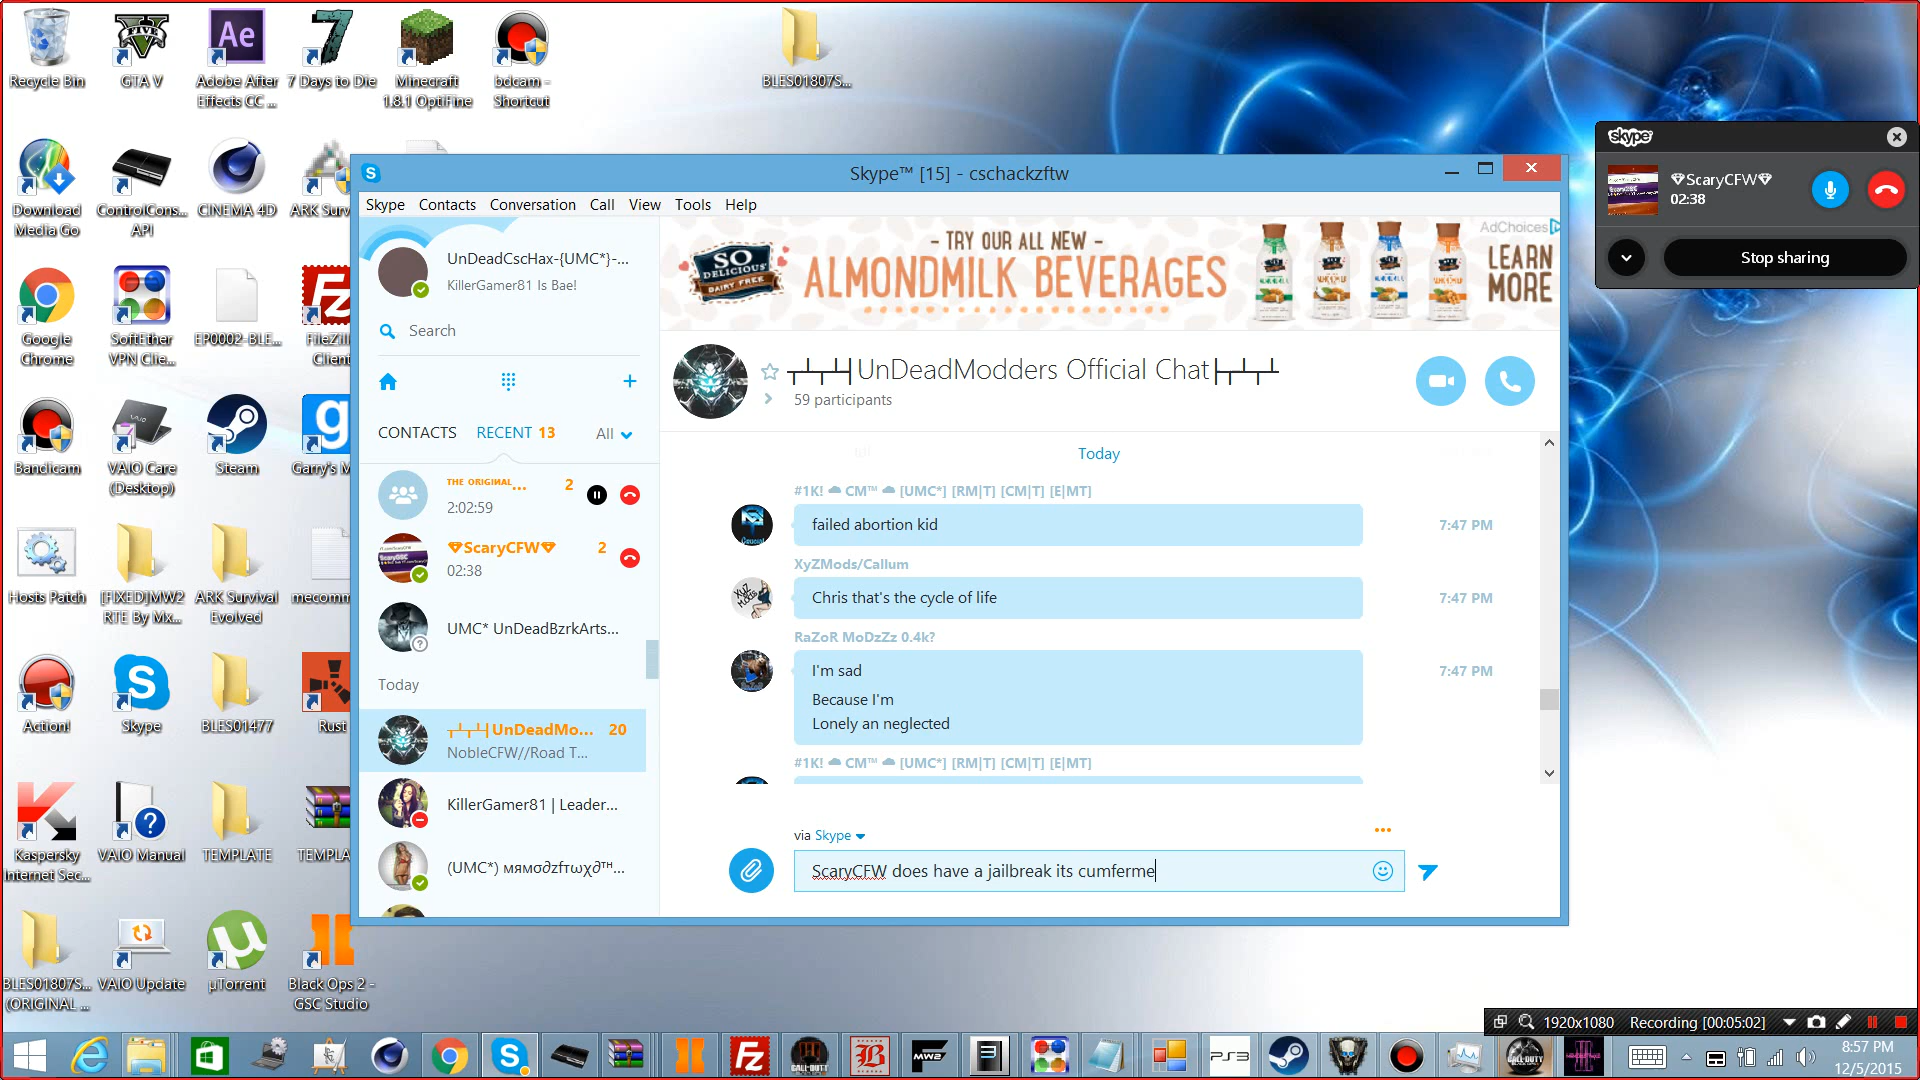 Recycle Bin
GTA V
Adobe After
Effects CC ...
7 Days to Die
Minecraft
1.8.1 OptiFine
bdcam -
Shortcut
BLES01807S...
Download
Media Go
ControlCons...
API
CINEMA 4D
ARK Surv
Google
Chrome
SoftEther
VPN Clie...
EP0002-BLE...
FileZill
Client
Bandicam
VAIO Care
(Desktop)
Steam
Garry's M
Hosts Patch
[FIXED]MW2
RTE By Mx...
ARK Survival
Evolved
mecomm
Action!
Skype
BLES01477
Rust
Kaspersky
Internet Sec...
VAIO Manual
TEMPLATE
TEMPLA
BLES01807S...
(ORIGINAL ...
VAIO Update
µTorrent
Black Ops 2 -
GSC Studio
Skype™ [15] - cschackzftw
Skype Contacts Conversation Call View Tools Help
UnDeadCscHax-{UMC*}-...
KillerGamer81 Is Bae!
Search
CONTACTS RECENT 13 All
THE ORIGINAL... 2
2:02:59
💎ScaryCFW💎 2
02:38
UMC* UnDeadBzrkArts...
Today
┬┴┬┴┤UnDeadMo... 20
NobleCFW//Road T...
KillerGamer81 | Leader...
(UMC*) мямσ∂zfтωχ∂™...
- TRY OUR ALL NEW -
ALMONDMILK BEVERAGES
SO
DELICIOUS
DAIRY FREE
AdChoices
LEARN
MORE
┬┴┬┴┤UnDeadModders Official Chat├┬┴┬┴
59 participants
Today
#1K! ☁ CM™ ☁ [UMC*] [RM|T] [CM|T] [E|MT]
failed abortion kid 7:47 PM
XyZMods/Callum
Chris that's the cycle of life 7:47 PM
RaZoR MoDzZz 0.4k?
I'm sad 7:47 PM
Because I'm
Lonely an neglected
#1K! ☁ CM™ ☁ [UMC*] [RM|T] [CM|T] [E|MT]
via Skype
ScaryCFW does have a jailbreak its cumferme
skype
💎ScaryCFW💎
02:38
Stop sharing
1920x1080 Recording [00:05:02]
8:57 PM
12/5/2015